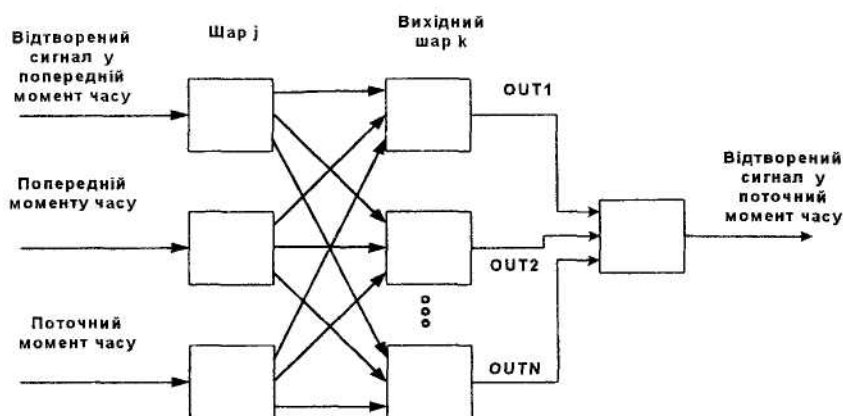 Відтворений
сигнал у
попередній
момент часу
Шар j
Вихідний
шар k
OUT1
Відтворений
сигнал у
поточний
момент часу
Попередній
моменту часу
OUT2
Поточний
момент часу
OUTN